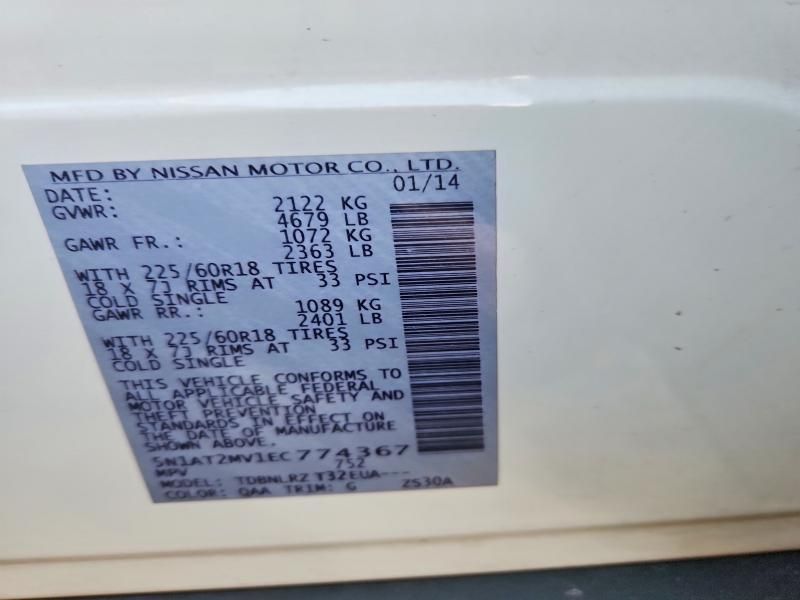 MFD BY NISSAN MOTOR CO., LTD.
DATE: 01/14
GVWR: 2122 KG
4679 LB
GAWR FR.: 1072 KG
2363 LB
WITH 225/60R18 TIRES
18 X 7J RIMS AT 33 PSI
COLD SINGLE
GAWR RR.: 1089 KG
2401 LB
WITH 225/60R18 TIRES
18 X 7J RIMS AT 33 PSI
COLD SINGLE
THIS VEHICLE CONFORMS TO
ALL APPLICABLE FEDERAL
MOTOR VEHICLE SAFETY AND
THEFT PREVENTION
STANDARDS IN EFFECT ON
THE DATE OF MANUFACTURE
SHOWN ABOVE.
5N1AT2MV1EC774367
MPV 752
MODEL: TDBNLRZ T32EUA---
COLOR: QAA TRIM: G 2S30A